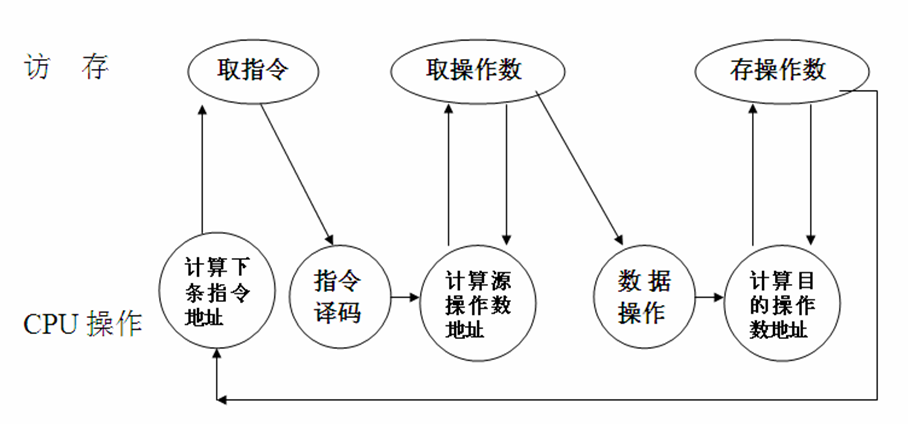 访 存
取指令
取操作数
存操作数
计算下
条指令
地址
指令
译码
计算源
操作数
地址
数据
操作
计算目
的操作
数地址
CPU 操作